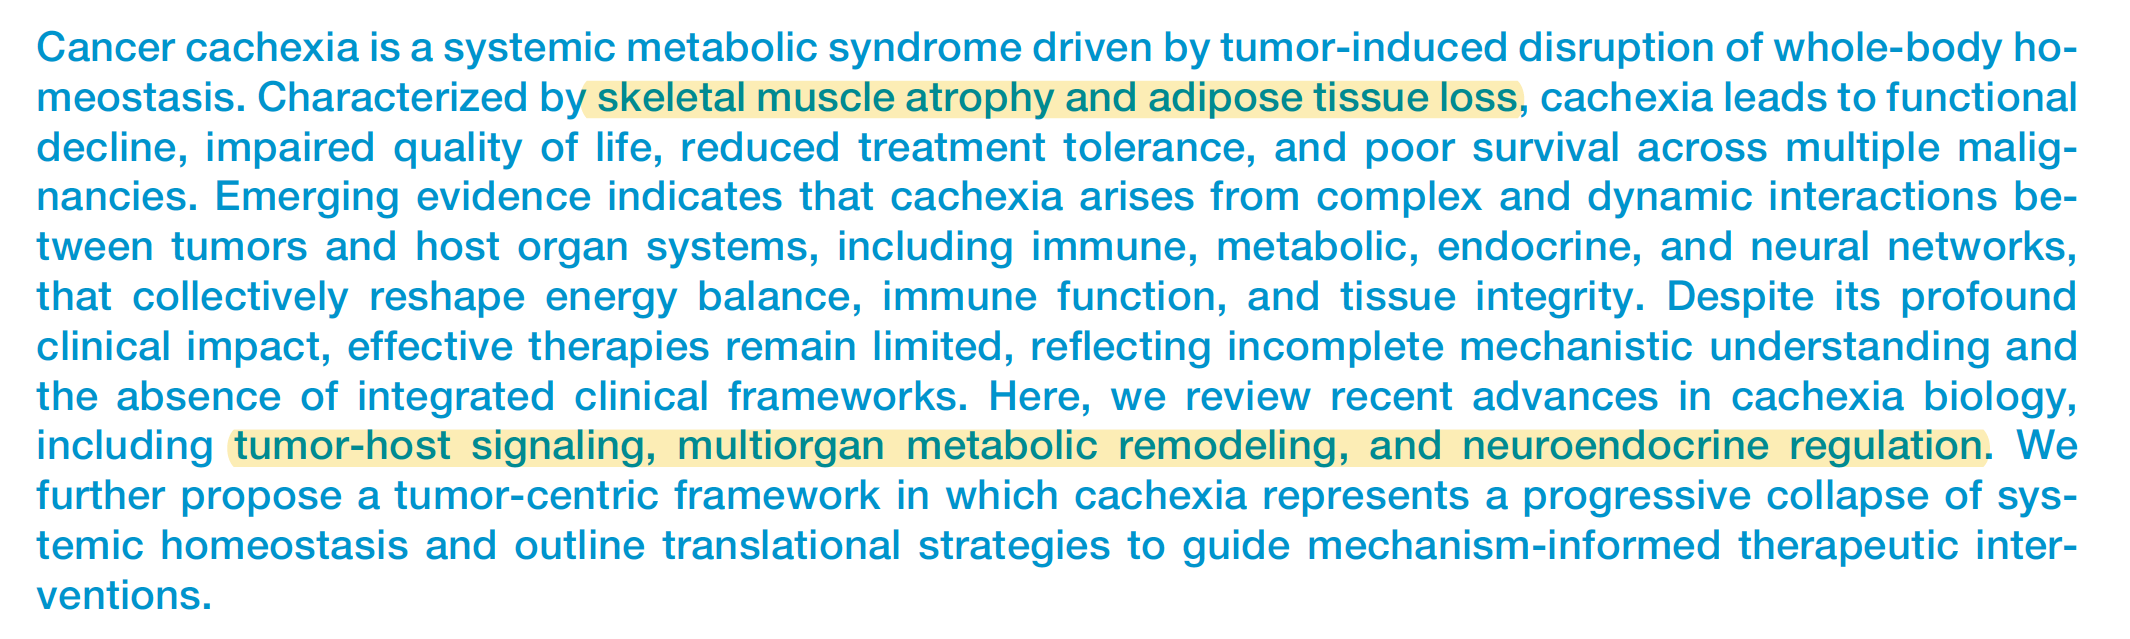 Cancer cachexia is a systemic metabolic syndrome driven by tumor-induced disruption of whole-body ho-
meostasis. Characterized by skeletal muscle atrophy and adipose tissue loss, cachexia leads to functional
decline, impaired quality of life, reduced treatment tolerance, and poor survival across multiple malig-
nancies. Emerging evidence indicates that cachexia arises from complex and dynamic interactions be-
tween tumors and host organ systems, including immune, metabolic, endocrine, and neural networks,
that collectively reshape energy balance, immune function, and tissue integrity. Despite its profound
clinical impact, effective therapies remain limited, reflecting incomplete mechanistic understanding and
the absence of integrated clinical frameworks. Here, we review recent advances in cachexia biology,
including tumor-host signaling, multiorgan metabolic remodeling, and neuroendocrine regulation. We
further propose a tumor-centric framework in which cachexia represents a progressive collapse of sys-
temic homeostasis and outline translational strategies to guide mechanism-informed therapeutic inter-
ventions.